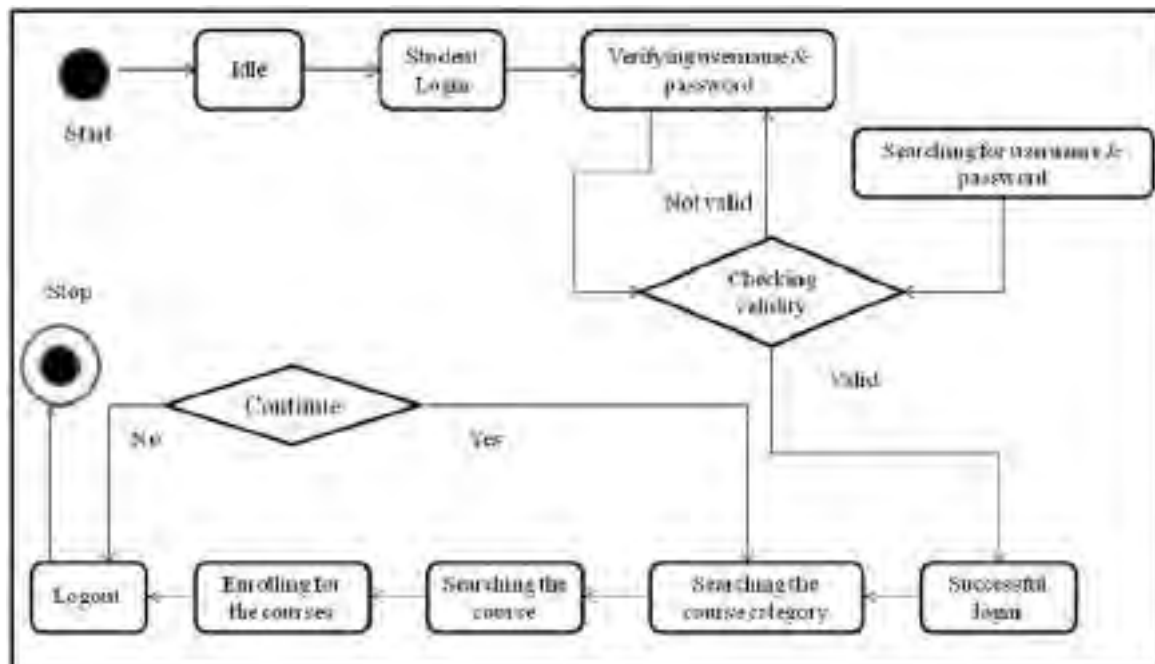 Idle
Student
Login
Verifying username &
password
Start
Searching for username &
password
Not valid
Checking
validity
Stop
Valid
Continue
No
Yes
Logout
Enrolling for
the courses
Searching the
course
Searching the
course category
Successful
login